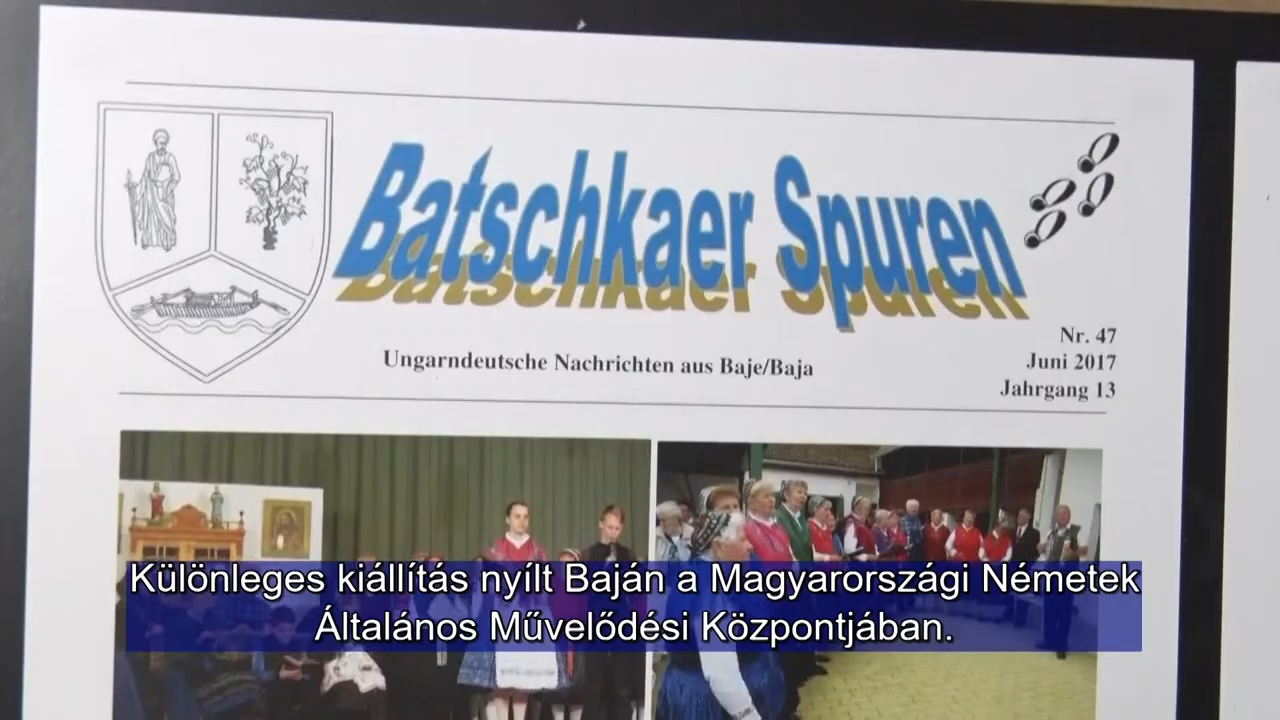 Batschkaer Spuren
Nr. 47
Ungarndeutsche Nachrichten aus Baje/Baja
Juni 2017
Jahrgang 13
Különleges kiállítás nyílt Baján a Magyarországi Németek
Általános Művelődési Központjában.